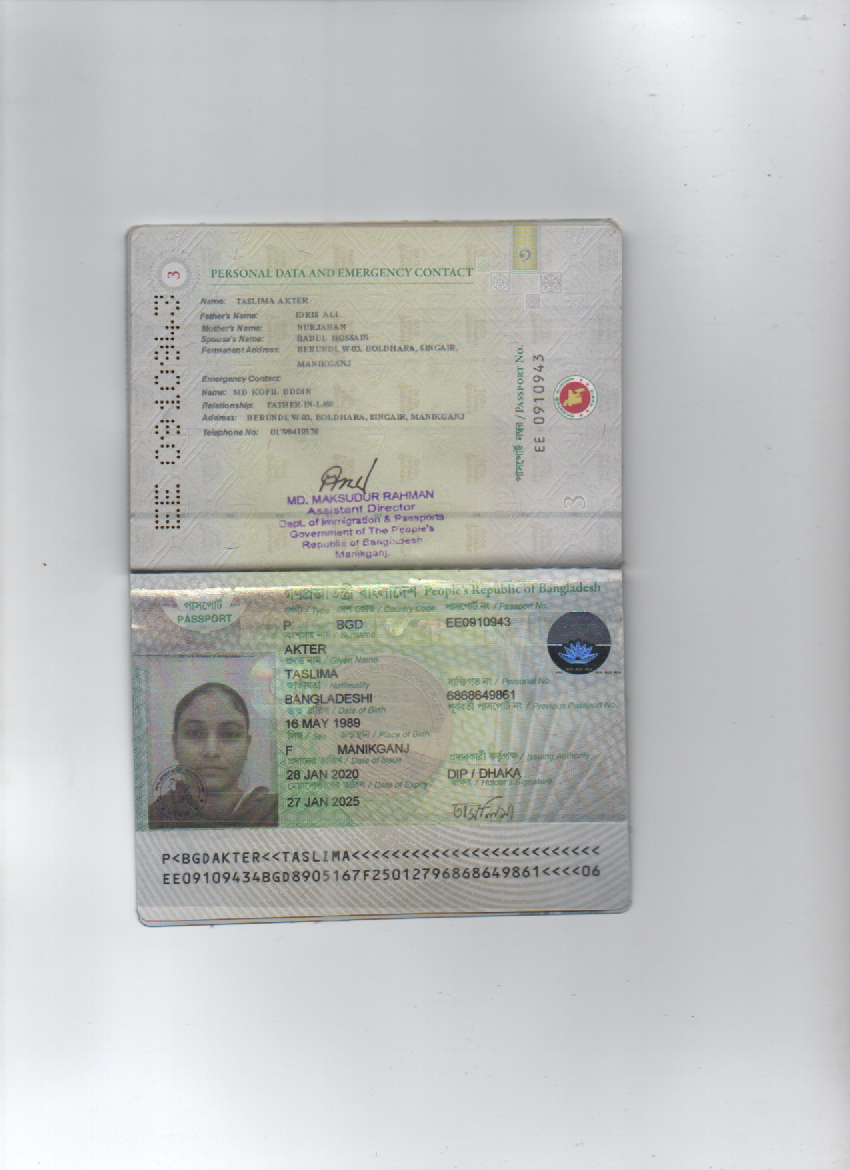 3
PERSONAL DATA AND EMERGENCY CONTACT
Name: TASLIMA AKTER
Father's Name: IDRIS ALI
Mother's Name: NURJAHAN
Spouse's Name: BADUL HOSSAIN
Permanent Address: BERUNDI, W-03, BOLDHARA, SINGAIR,
MANIKGANJ
Emergency Contact:
Name: MD KOFIL UDDIN
Relationship: FATHER-IN-LAW
Address: BERUNDI, W-03, BOLDHARA, SINGAIR, MANIKGANJ
Telephone No:
EE 0910943
পাসপোর্ট নম্বর / PASSPORT No.
EE 0910943
3
MD. MAKSUDUR RAHMAN
Assistant Director
Dept. of Immigration & Passports
Government of The People's
Republic of Bangladesh
Manikganj.
গণপ্রজাতন্ত্রী বাংলাদেশ People's Republic of Bangladesh
পাসপোর্ট
PASSPORT
শ্রেণী / Type দেশ কোড / Country Code পাসপোর্ট নং / Passport No.
P BGD EE0910943
বংশগত নাম / Surname
AKTER
প্রদত্ত নাম / Given Name
TASLIMA
জাতীয়তা / Nationality ব্যক্তিগত নং / Personal No.
BANGLADESHI 6868649861
জন্ম তারিখ / Date of Birth পূর্ববর্তী পাসপোর্ট নং / Previous Passport No.
16 MAY 1989
লিঙ্গ / Sex জন্মস্থান / Place of Birth
F MANIKGANJ
প্রদানের তারিখ / Date of Issue প্রদানকারী কর্তৃপক্ষ / Issuing Authority
28 JAN 2020 DIP / DHAKA
মেয়াদোত্তীর্ণের তারিখ / Date of Expiry স্বাক্ষর / Holder's Signature
27 JAN 2025
তাসলিমা
P<BGDAKTER<<TASLIMA<<<<<<<<<<<<<<<<<<<<<<<<<
EE09109434BGD8905167F25012796868649861<<<<06